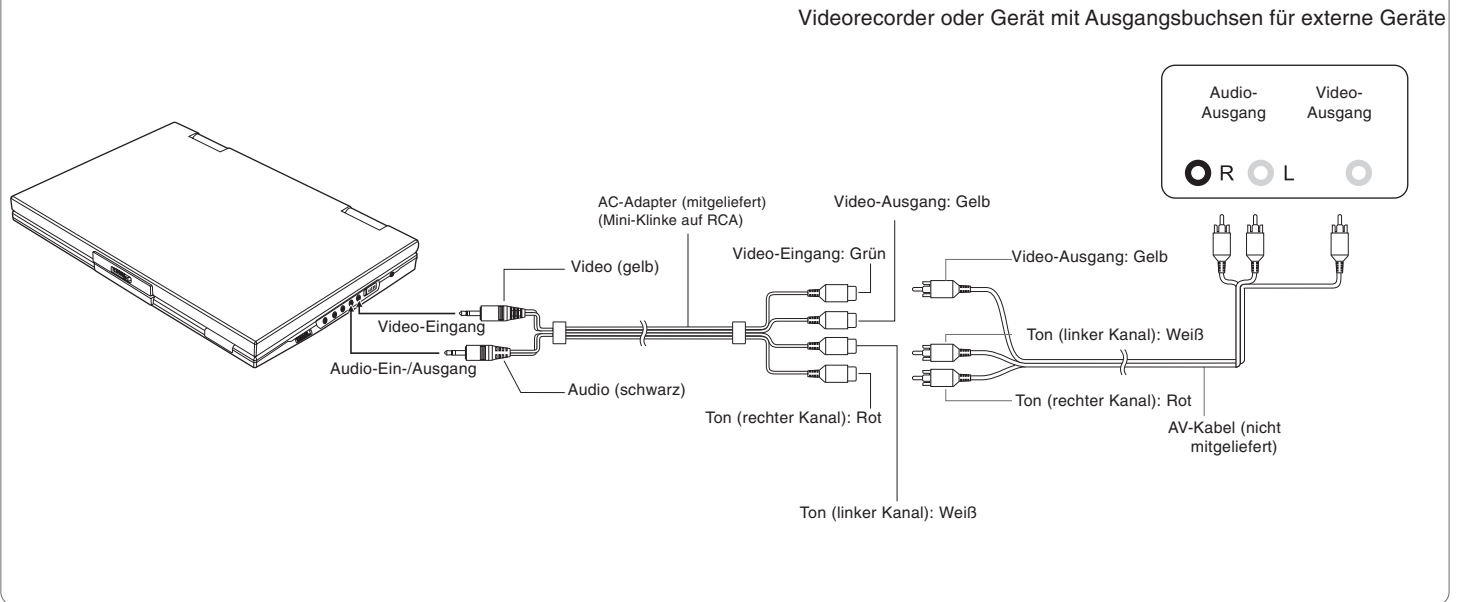 Videorecorder oder Gerät mit Ausgangsbuchsen für externe Geräte
Audio-
Ausgang
Video-
Ausgang
R
L
AC-Adapter (mitgeliefert)
(Mini-Klinke auf RCA)
Video-Ausgang: Gelb
Video-Eingang: Grün
Video-Ausgang: Gelb
Video (gelb)
Video-Eingang
Ton (linker Kanal): Weiß
Audio-Ein-/Ausgang
Audio (schwarz)
Ton (rechter Kanal): Rot
Ton (rechter Kanal): Rot
AV-Kabel (nicht
mitgeliefert)
Ton (linker Kanal): Weiß